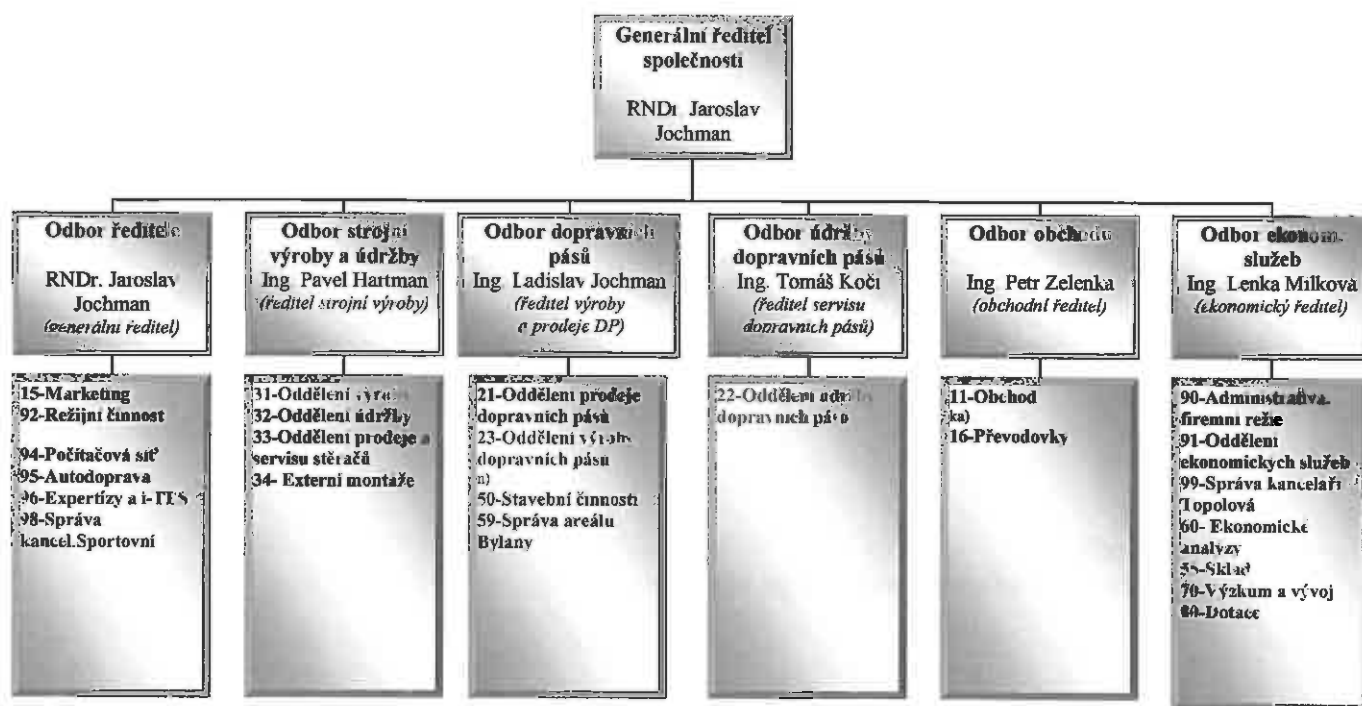 Generální ředitel
společnosti
RNDr Jaroslav
Jochman
Odbor ředitele
RNDr. Jaroslav
Jochman
(generální ředitel)
Odbor strojní
výroby a údržby
Ing. Pavel Hartman
(ředitel strojní výroby)
Odbor dopravních
pásů
Ing. Ladislav Jochman
(ředitel výroby
a prodeje DP)
Odbor údržby
dopravních pásů
Ing. Tomáš Kočí
(ředitel servisu
dopravních pásů)
Odbor obchodu
Ing Petr Zelenka
(obchodní ředitel)
Odbor ekonom.
služeb
Ing Lenka Milková
(ekonomický ředitel)
15-Marketing
92-Režijní činnost
94-Počítačová síť
95-Autodoprava
96-Expertízy a i-TES
98-Správa
kancel.Sportovní
31-Oddělení výroby
32-Oddělení údržby
33-Oddělení prodeje a
servisu stěračů
34- Externí montáže
21-Oddělení prodeje
dopravních pásů
23-Oddělení výroby
dopravních pásů
n)
50-Stavební činnosti
59-Správa areálu
Bylany
22-Oddělení údržby
dopravních pásů
11-Obchod
ka)
16-Převodovky
90-Administrativa-
firemní režie
91-Oddělení
ekonomických služeb
99-Správa kanceláří
Topolová
60- Ekonomické
analýzy
-Sklad
70-Výzkum a vývoj
80-Dotace